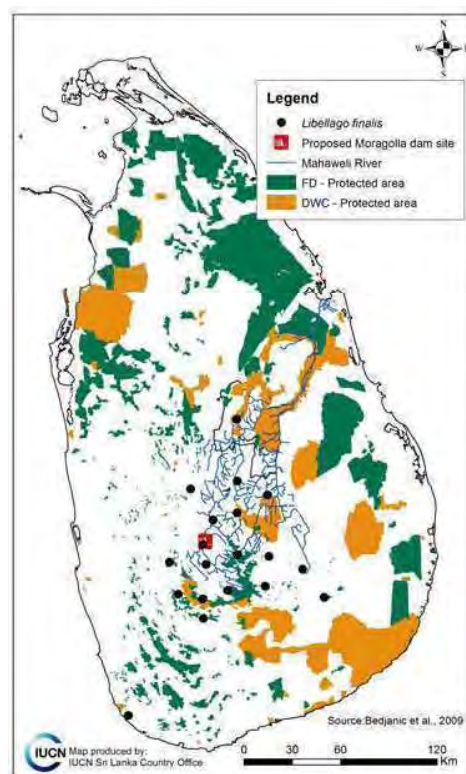 N
W
S
Legend
Libellago finalis
Proposed Moragolla dam site
Mahaweli River
FD - Protected area
DWC - Protected area
Source:Bedjanic et al., 2009
IUCN
Map produced by:
IUCN Sri Lanka Country Office
0 30 60 120
Km